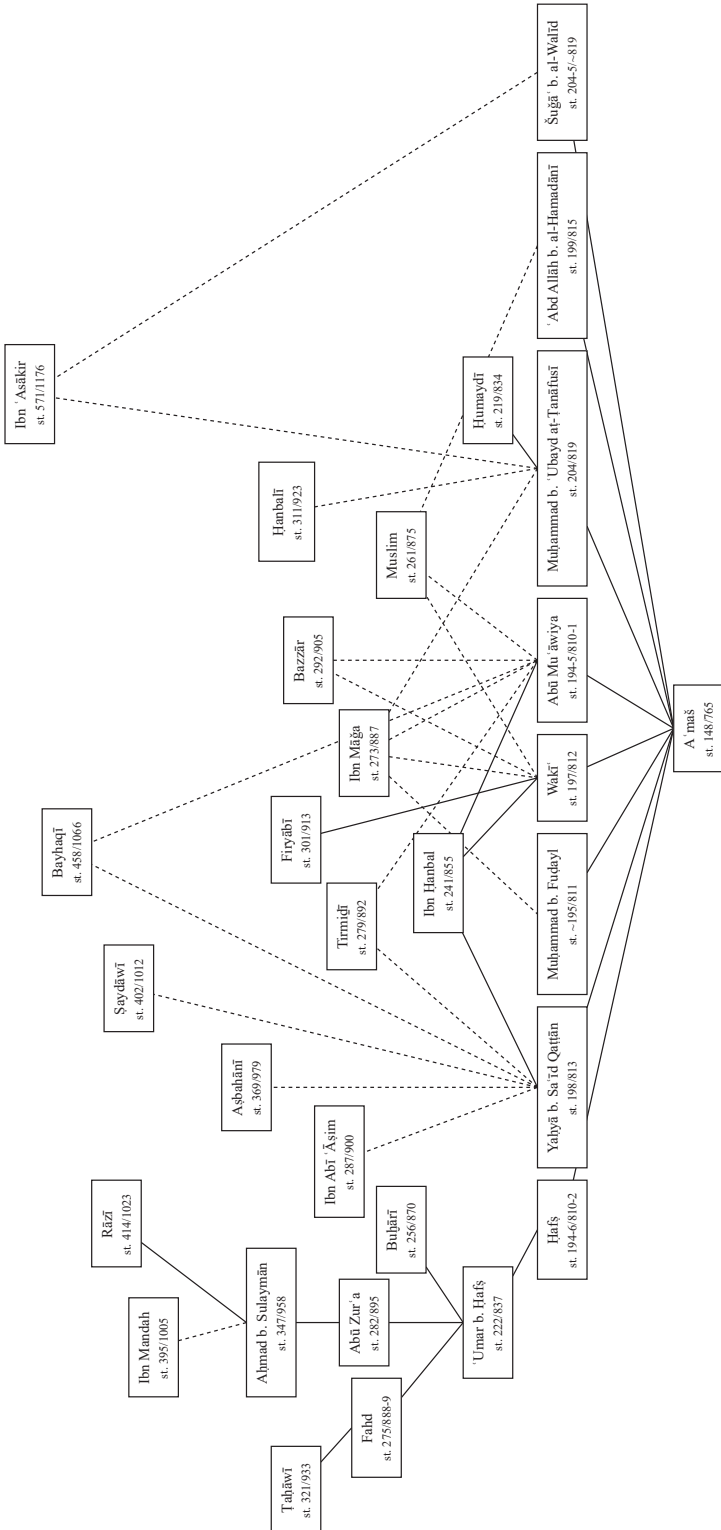 Ibn ʿAsākir
st. 571/1176
Bayhaqī
st. 458/1066
Rāzī
st. 414/1023
Ṣaydāwī
st. 402/1012
Ibn Mandah
st. 395/1005
Aṣbahānī
st. 369/979
Aḥmad b. Sulaymān
st. 347/958
Ḥanbalī
st. 311/923
Ṭaḥāwī
st. 321/933
Firyābī
st. 301/913
Bazzār
st. 292/905
Ibn Abī ʿĀṣim
st. 287/900
Tirmiḏī
st. 279/892
Abū Zurʿa
st. 282/895
Ibn Māǧa
st. 273/887
Fahd
st. 275/888-9
Buḫārī
st. 256/870
Muslim
st. 261/875
Ibn Ḥanbal
st. 241/855
ʿUmar b. Ḥafṣ
st. 222/837
Ḥumaydī
st. 219/834
Ḥafṣ
st. 194-6/810-2
Yaḥyā b. Saʿīd Qaṭṭān
st. 198/813
Muḥammad b. Fuḍayl
st. ~195/811
Wakīʿ
st. 197/812
Abū Muʿāwiya
st. 194-5/810-1
Muḥammad b. ʿUbayd aṭ-Ṭanāfusī
st. 204/819
ʿAbd Allāh b. al-Hamadānī
st. 199/815
Šuǧāʿ b. al-Walīd
st. 204-5/~819
Aʿmaš
st. 148/765